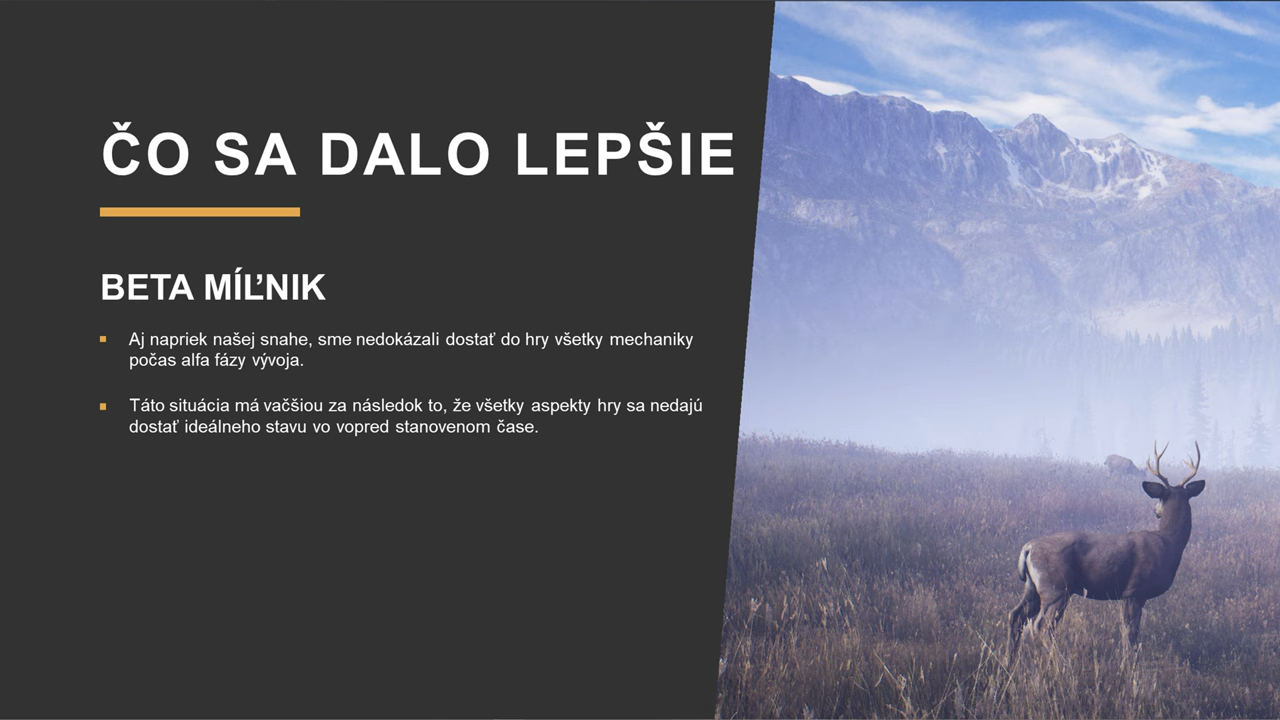 ČO SA DALO LEPŠIE
BETA MÍĽNIK
Aj napriek našej snahe, sme nedokázali dostať do hry všetky mechaniky
počas alfa fázy vývoja.
Táto situácia má vačšiou za následok to, že všetky aspekty hry sa nedajú
dostať ideálneho stavu vo vopred stanovenom čase.